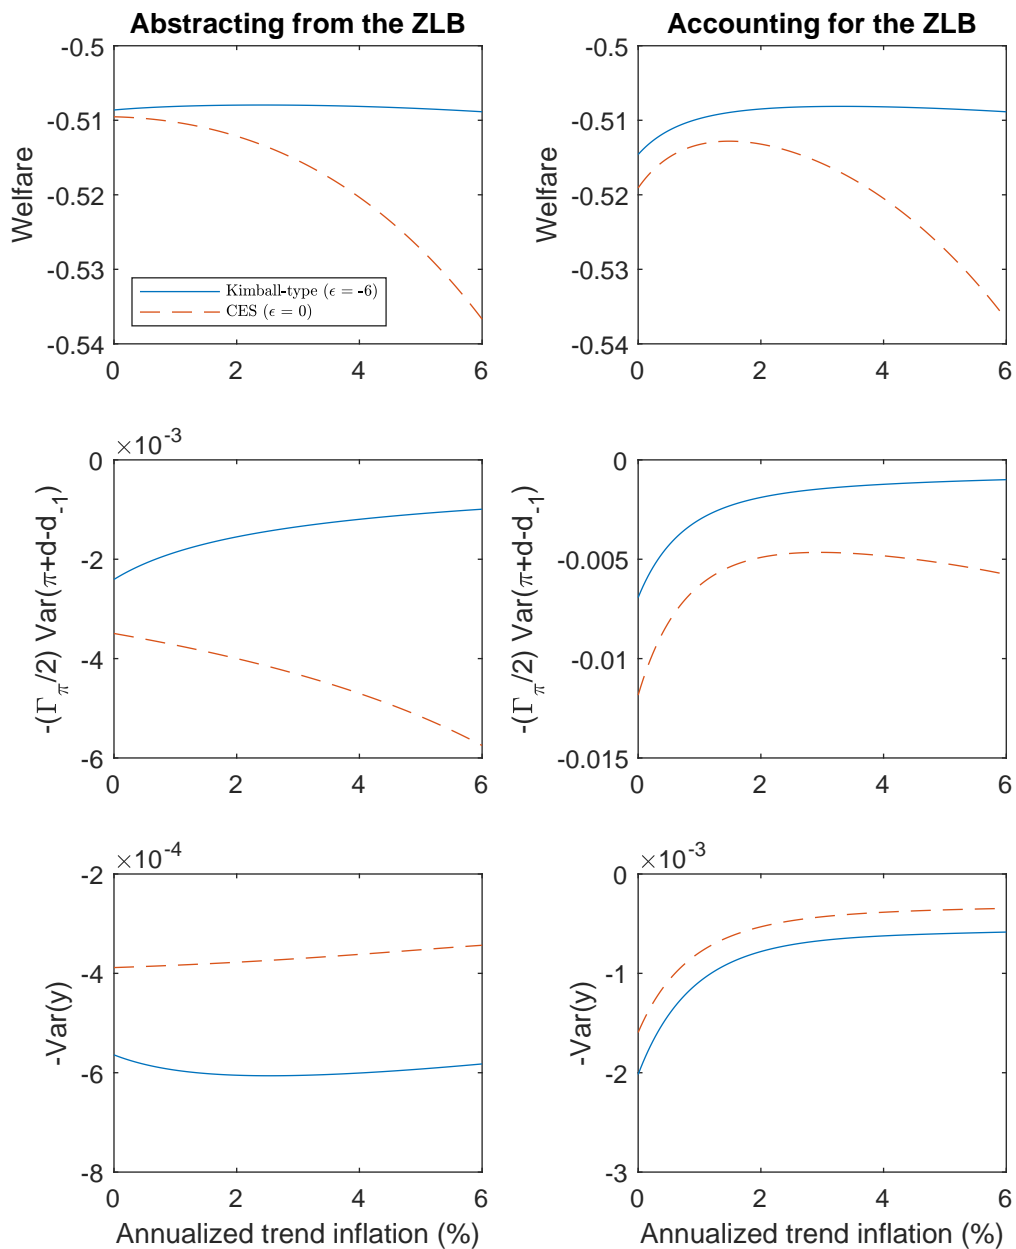 Abstracting from the ZLB
Accounting for the ZLB
-0.5
-0.51
-0.52
-0.53
-0.54
Welfare
0 2 4 6
Kimball-type (ϵ = -6)
CES (ϵ = 0)
-0.5
-0.51
-0.52
-0.53
-0.54
Welfare
0 2 4 6
×10-3
0
-2
-4
-6
-(Γπ/2) Var(π+d-d-1)
0 2 4 6
0
-0.005
-0.01
-0.015
-(Γπ/2) Var(π+d-d-1)
0 2 4 6
×10-4
-2
-4
-6
-8
-Var(y)
0 2 4 6
Annualized trend inflation (%)
×10-3
0
-1
-2
-3
-Var(y)
0 2 4 6
Annualized trend inflation (%)